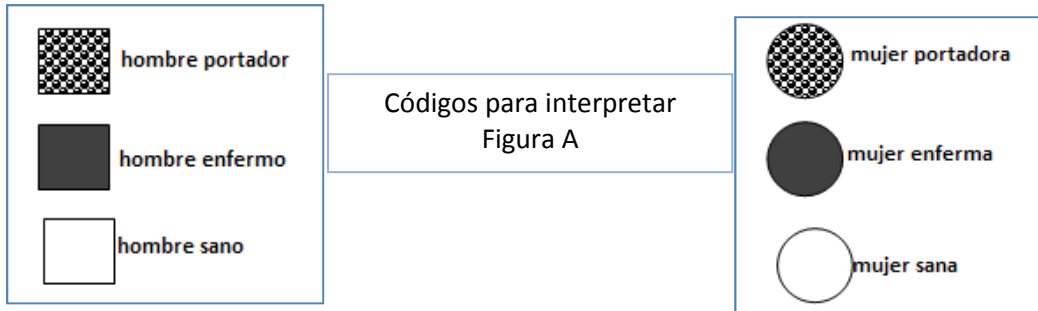 hombre portador
hombre enfermo
hombre sano
Códigos para interpretar
Figura A
mujer portadora
mujer enferma
mujer sana